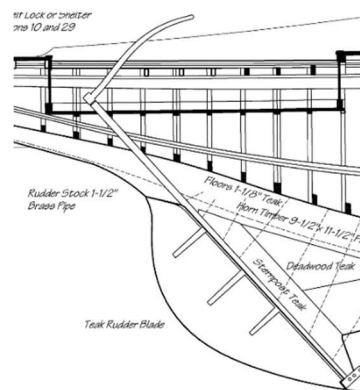 Lock or Shelter
ons 10 and 29
Rudder Stock 1-1/2"
Brass Pipe
Floors 1-1/8" Teak
Horn Timber 9-1/2" x 11-1/2"
Sternpost Teak
Deadwood Teak
Teak Rudder Blade